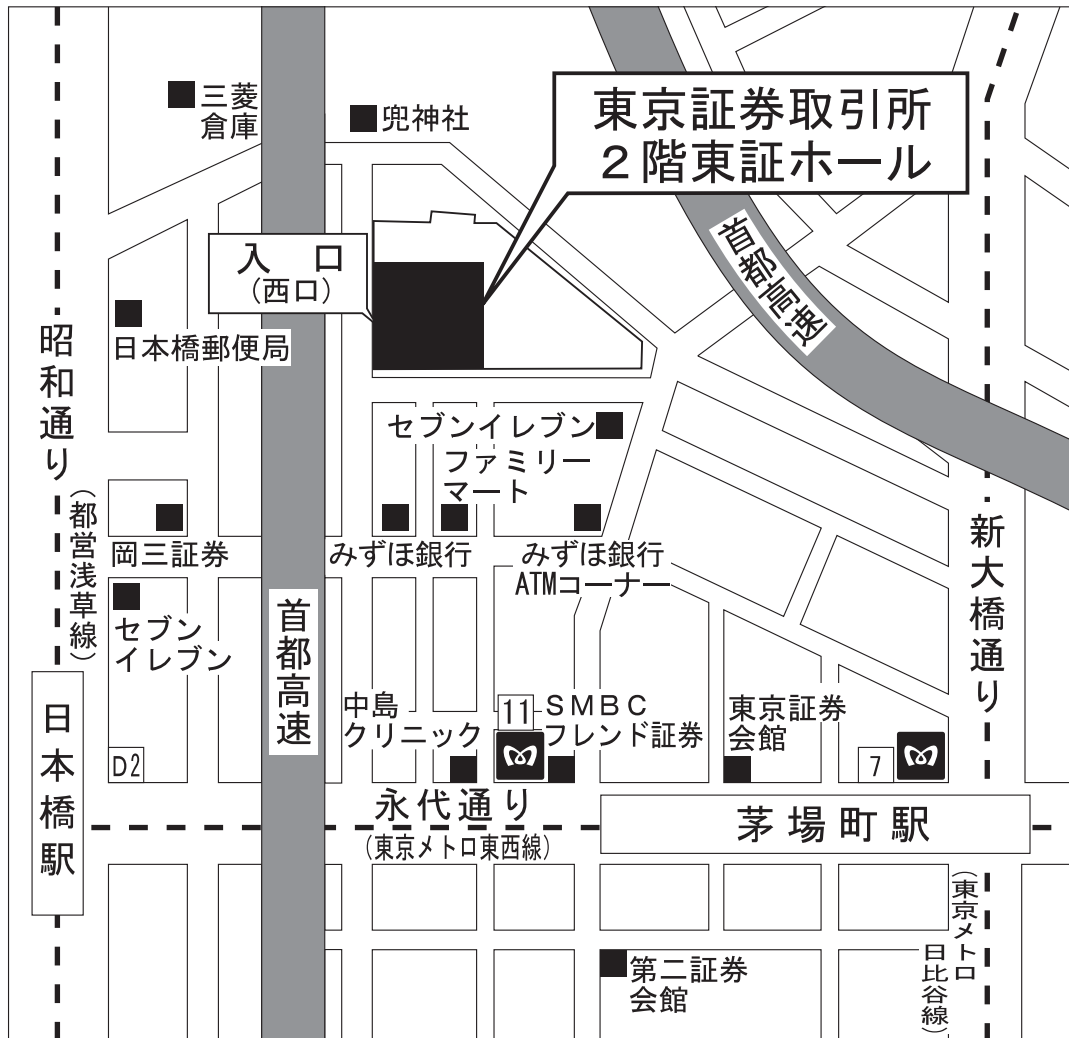 三菱
倉庫
兜神社
東京証券取引所
２階東証ホール
入　口
(西口)
首都高速
日本橋郵便局
昭和通り
(都営浅草線)
セブンイレブン
ファミリー
マート
岡三証券
みずほ銀行
みずほ銀行
ATMコーナー
新大橋通り
セブン
イレブン
首都高速
中島
クリニック
11
ＳＭＢＣ
フレンド証券
東京証券
会館
7
D2
日本橋駅
永代通り
(東京メトロ東西線)
茅場町駅
(東京メトロ
日比谷線)
第二証券
会館